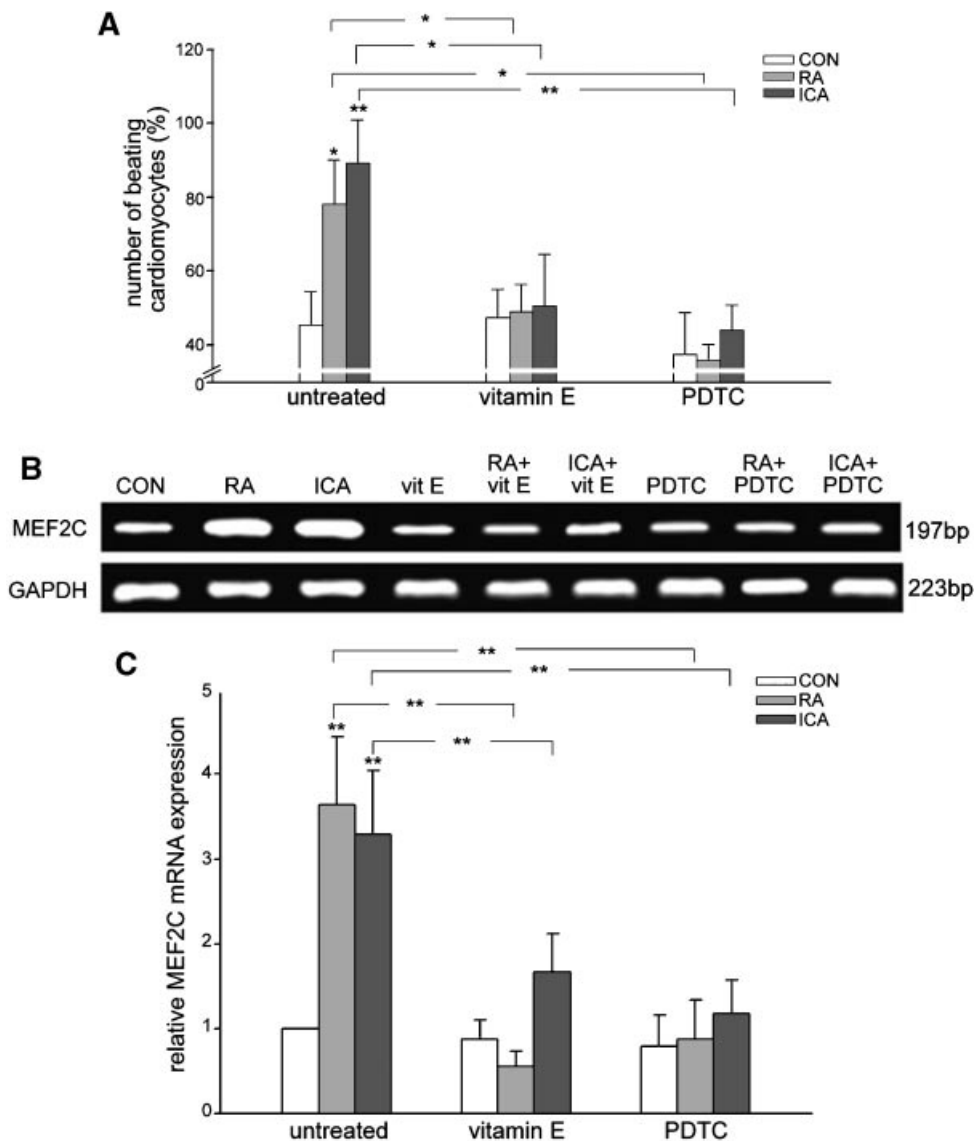 A
* 
*
*
**
CON
RA
ICA
number of beating
cardiomyocytes (%)
120
100
80
60
40
0
*
**
untreated vitamin E PDTC
B
CON RA ICA vit E RA+ vit E ICA+ vit E PDTC RA+ PDTC ICA+ PDTC
MEF2C 197bp
GAPDH 223bp
C
**
**
**
**
CON
RA
ICA
relative MEF2C mRNA expression
5
4
3
2
1
0
**
**
untreated vitamin E PDTC